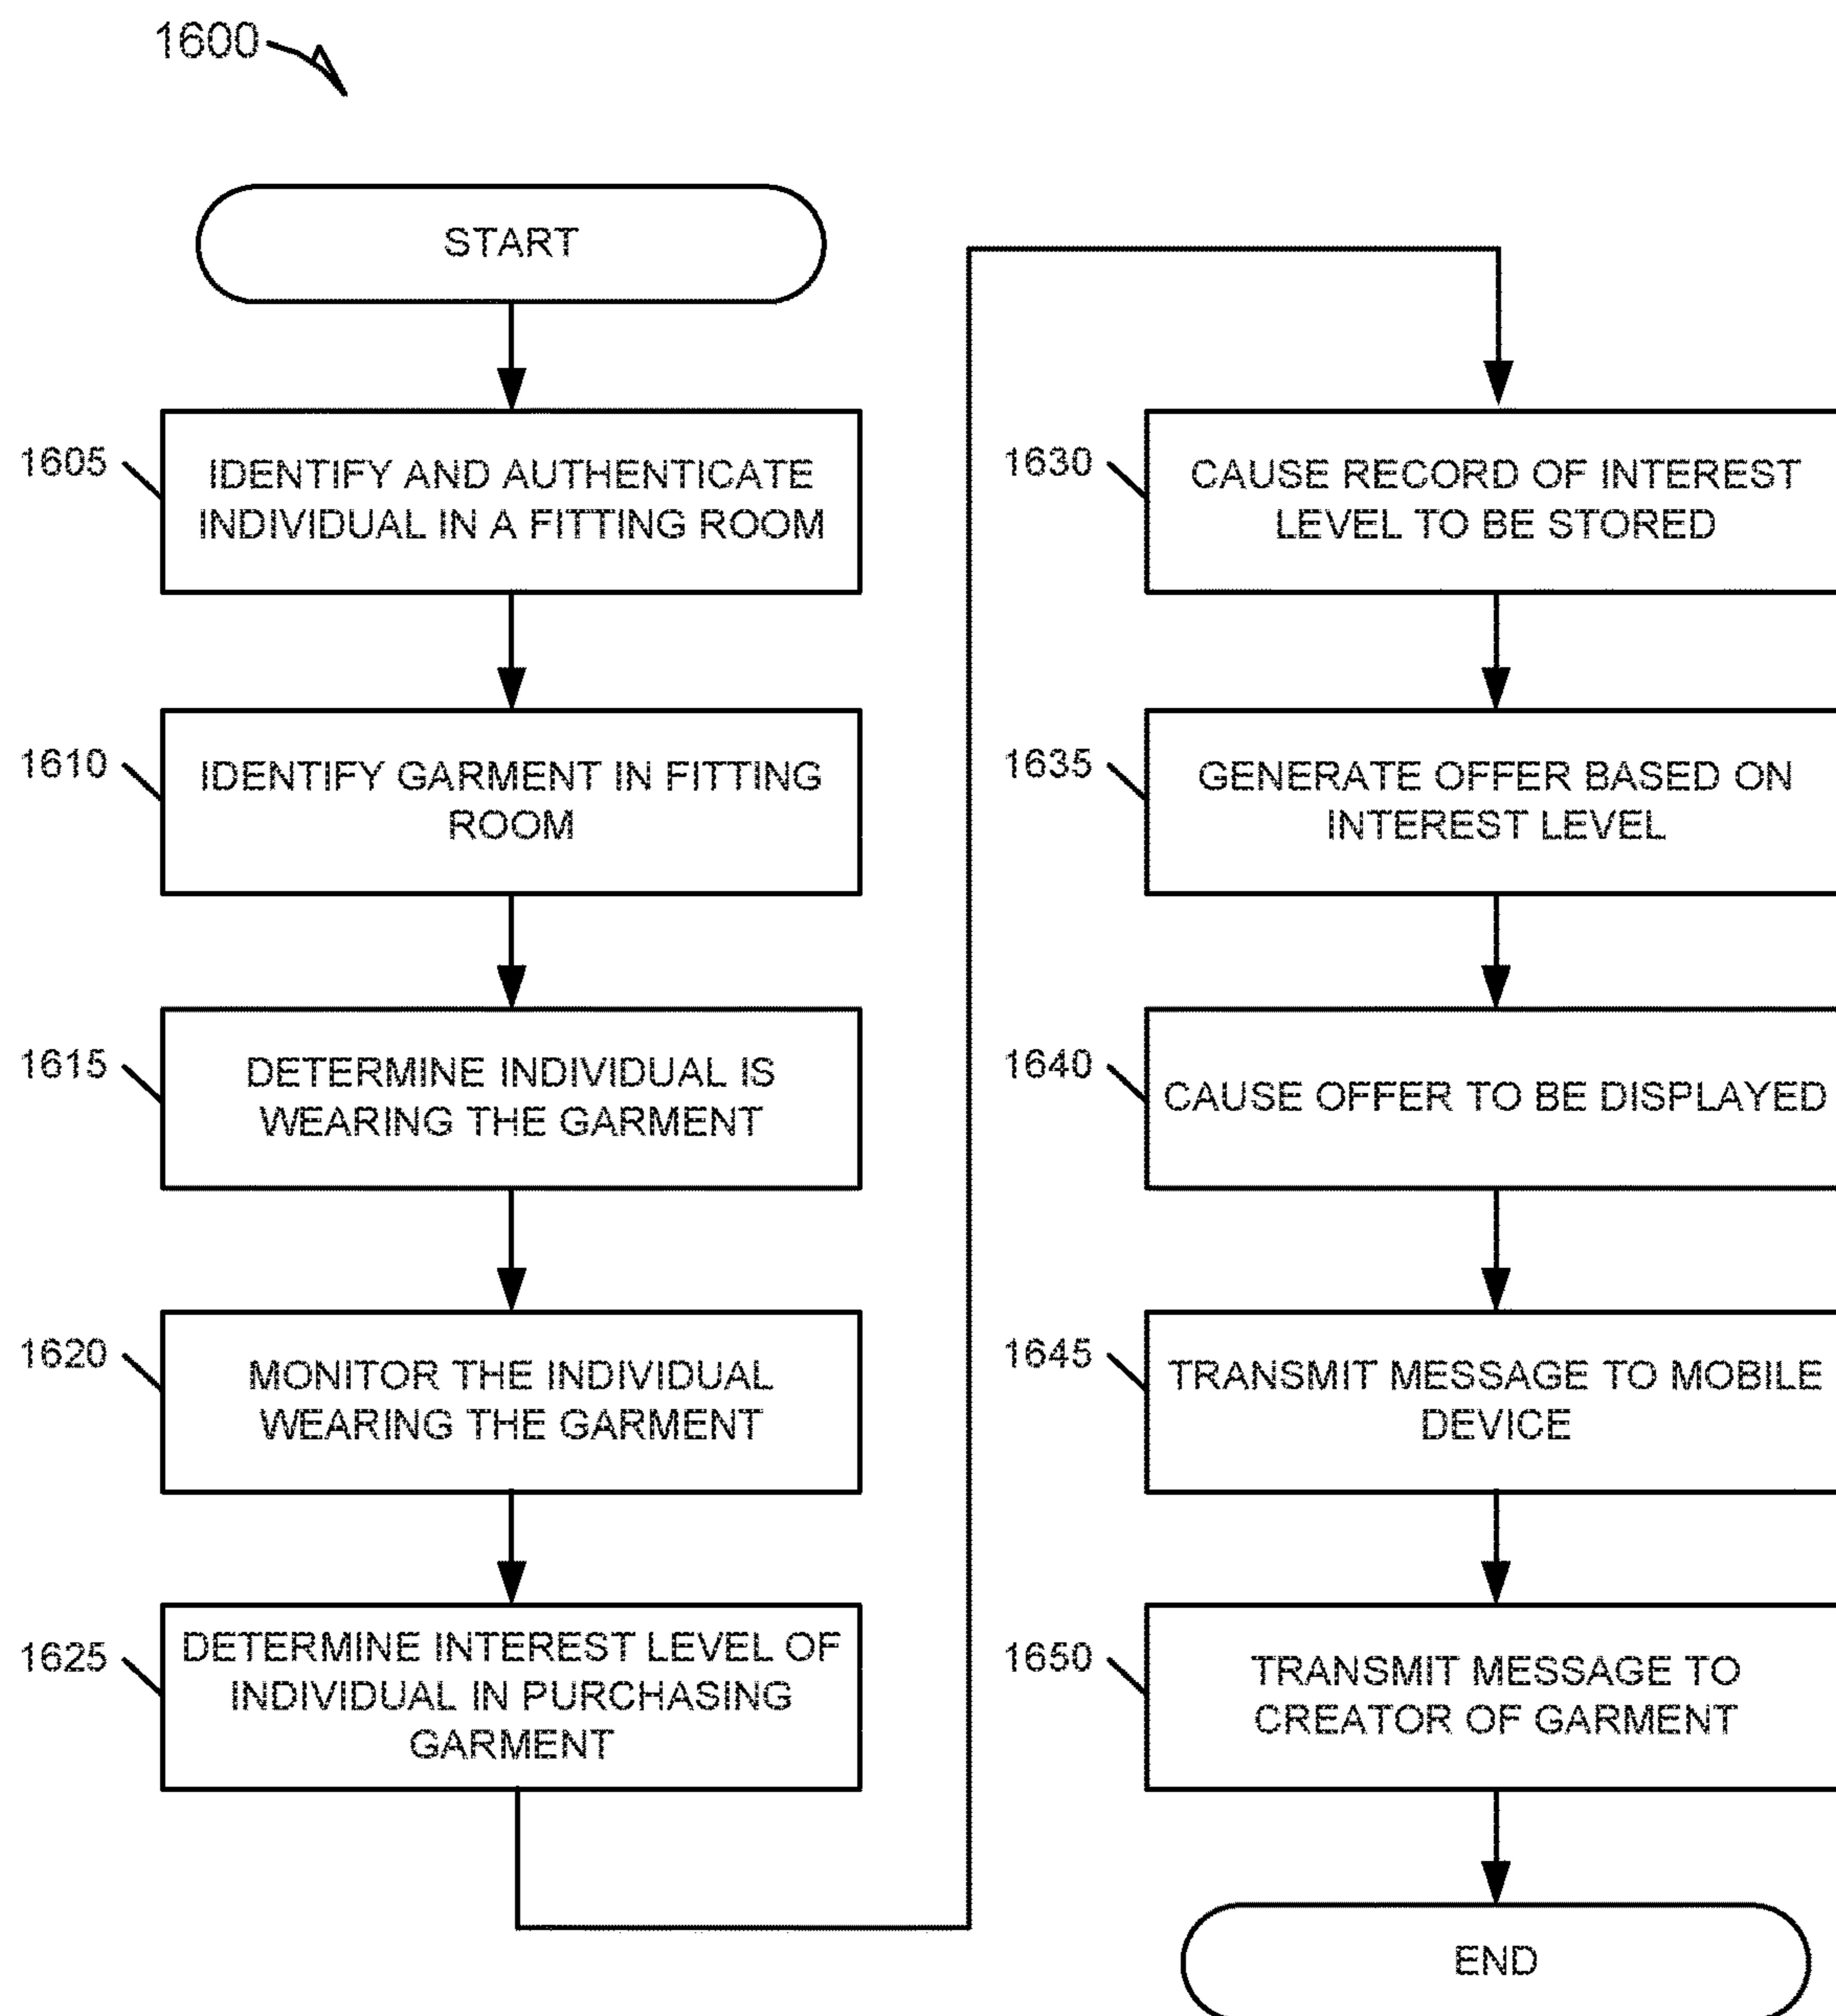 1600
START
1605
IDENTIFY AND AUTHENTICATE
INDIVIDUAL IN A FITTING ROOM
1610
IDENTIFY GARMENT IN FITTING
ROOM
1615
DETERMINE INDIVIDUAL IS
WEARING THE GARMENT
1620
MONITOR THE INDIVIDUAL
WEARING THE GARMENT
1625
DETERMINE INTEREST LEVEL OF
INDIVIDUAL IN PURCHASING
GARMENT
1630
CAUSE RECORD OF INTEREST
LEVEL TO BE STORED
1635
GENERATE OFFER BASED ON
INTEREST LEVEL
1640
CAUSE OFFER TO BE DISPLAYED
1645
TRANSMIT MESSAGE TO MOBILE
DEVICE
1650
TRANSMIT MESSAGE TO
CREATOR OF GARMENT
END